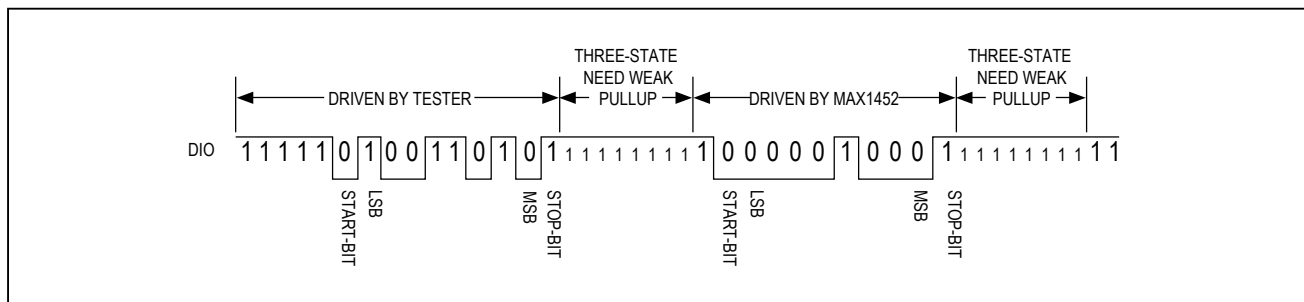 THREE-STATE
NEED WEAK
PULLUP
THREE-STATE
NEED WEAK
PULLUP
DRIVEN BY TESTER
DRIVEN BY MAX1452
DIO 1 1 1 1 1 0 1 0 0 1 1 0 1 0 1 1 1 1 1 1 1 1 1 1 0 0 0 0 0 1 0 0 0 1 1 1 1 1 1 1 1 1 1 1
START-BIT
LSB
MSB
STOP-BIT
START-BIT
LSB
MSB
STOP-BIT